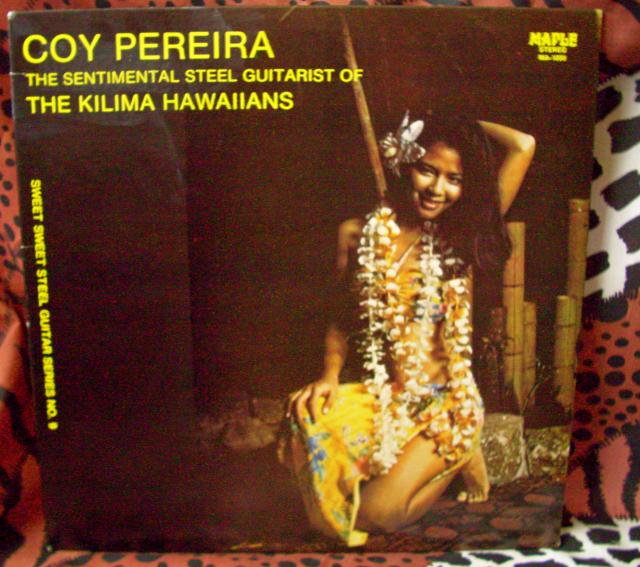 COY PEREIRA
THE SENTIMENTAL STEEL GUITARIST OF
THE KILIMA HAWAIIANS
MAPLE
STEREO
SWEET SWEET STEEL GUITAR SERIES NO. 9